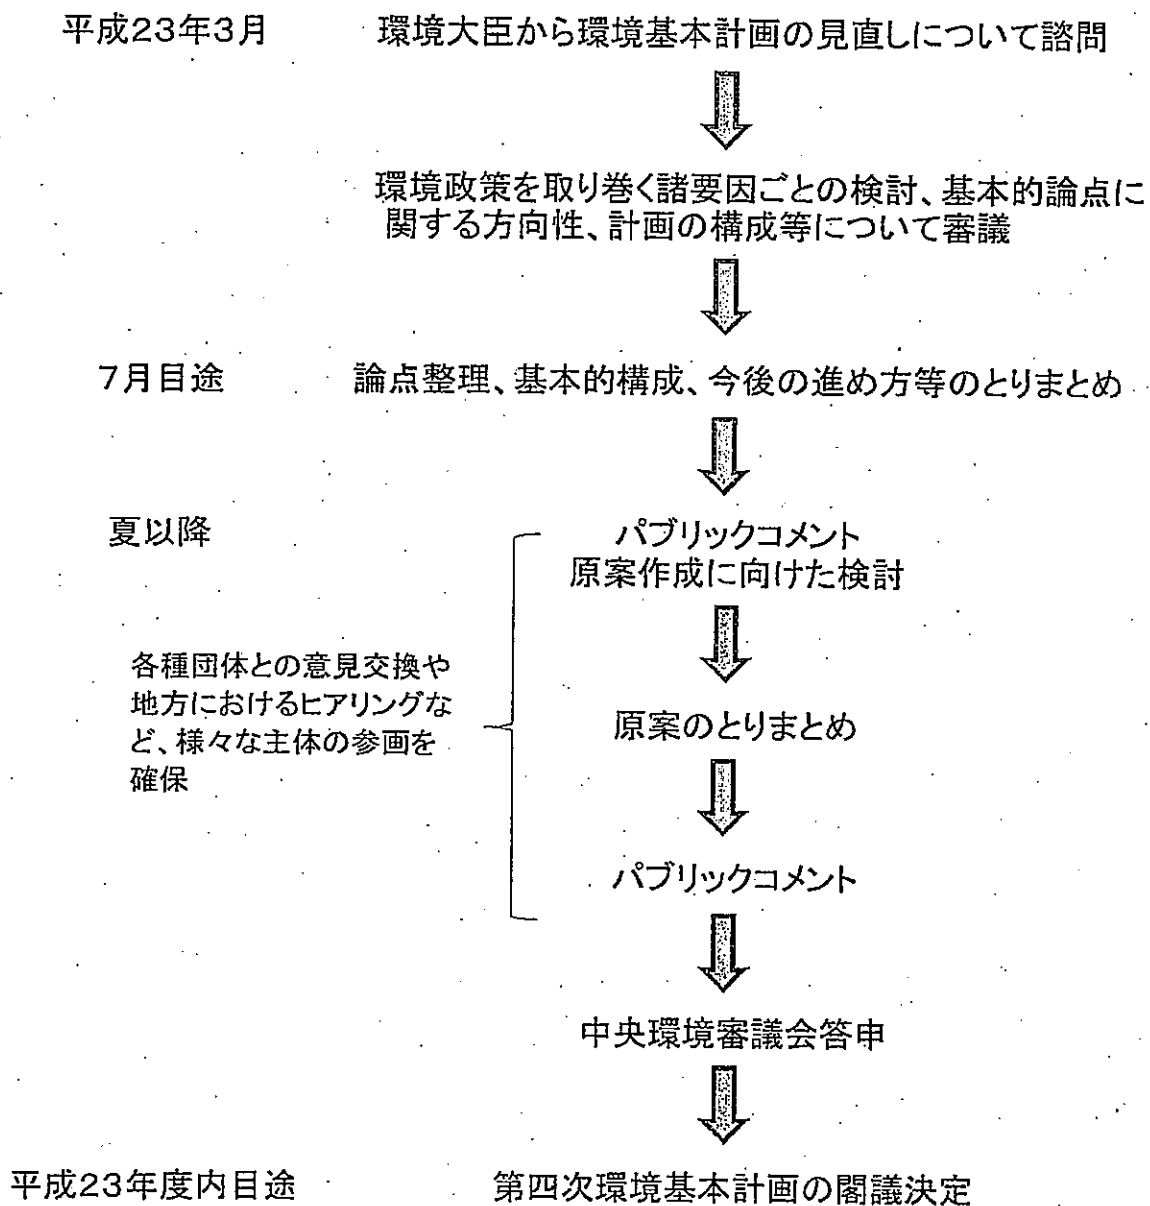 平成23年3月
環境大臣から環境基本計画の見直しについて諮問
環境政策を取り巻く諸要因ごとの検討、基本的論点に
関する方向性、計画の構成等について審議
7月目途
論点整理、基本的構成、今後の進め方等のとりまとめ
夏以降
パブリックコメント
原案作成に向けた検討
各種団体との意見交換や
地方におけるヒアリングな
ど、様々な主体の参画を
確保
原案のとりまとめ
パブリックコメント
中央環境審議会答申
平成23年度内目途
第四次環境基本計画の閣議決定